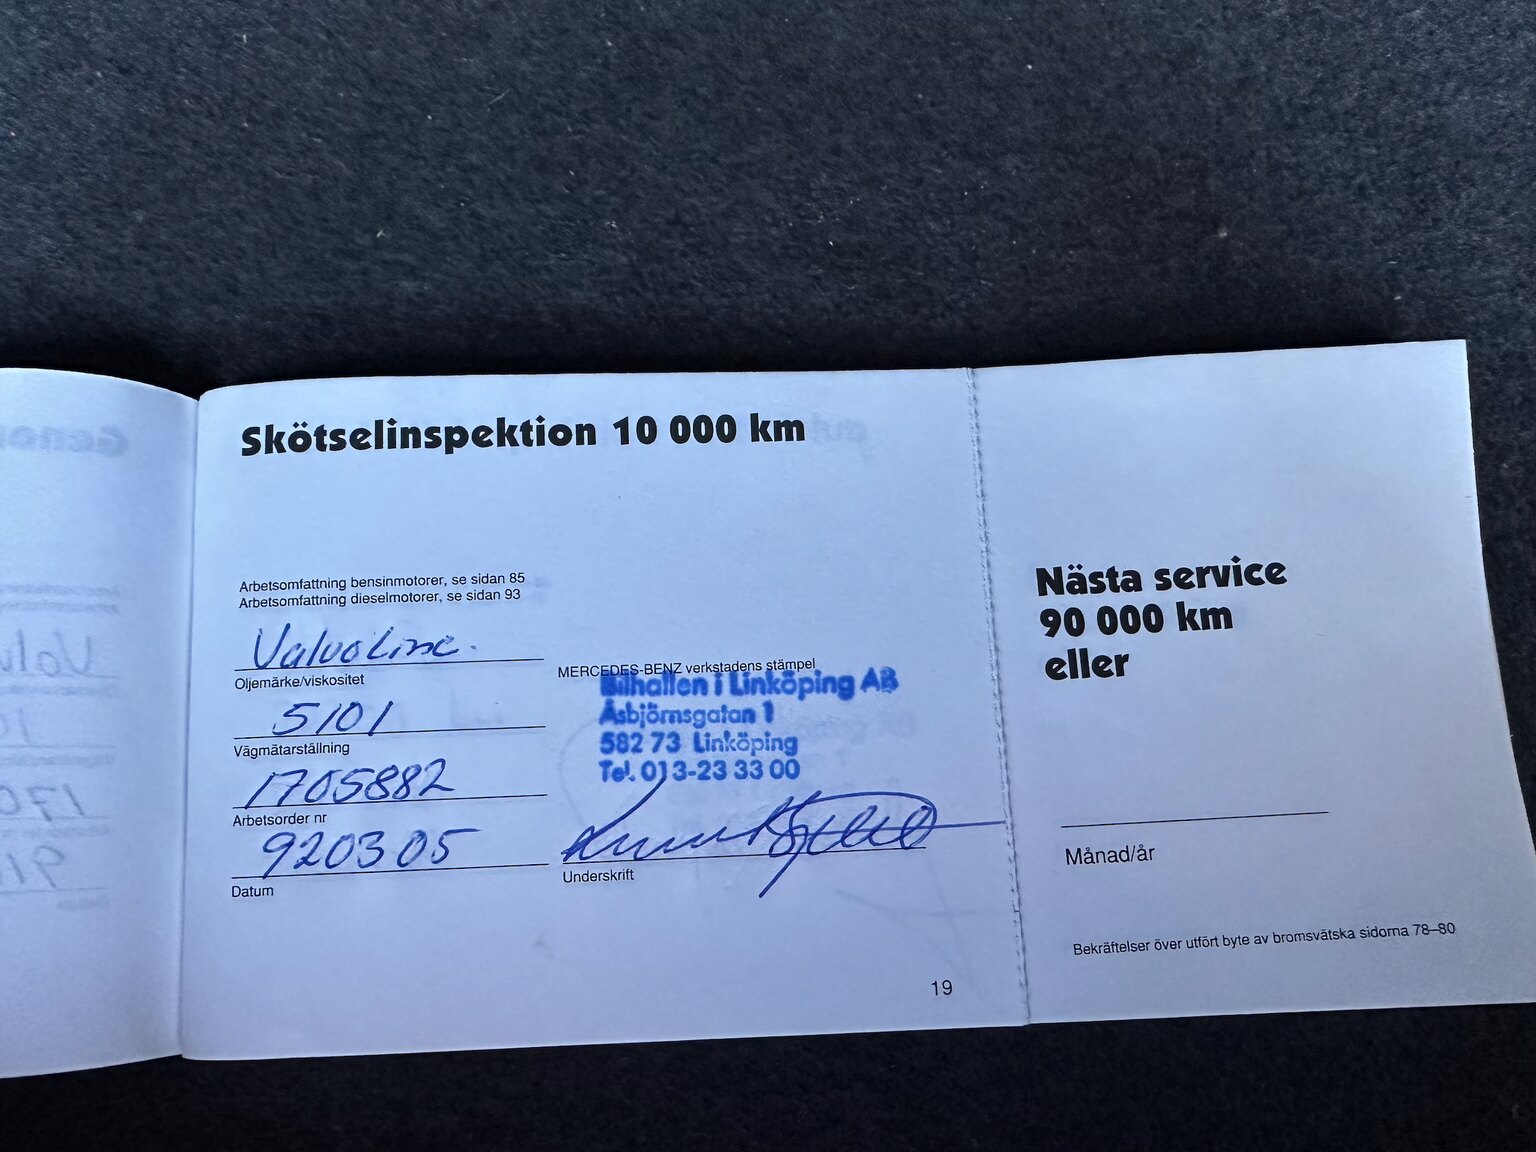 Skötselinspektion 10 000 km
Arbetsomfattning bensinmotorer, se sidan 85
Arbetsomfattning dieselmotorer, se sidan 93
Valvoline.
Oljemärke/viskositet
5101
Vägmätarställning
1705882
Arbetsorder nr
920305
Datum
MERCEDES-BENZ verkstadens stämpel
Bilhallen i Linköping AB
Åsbjörnsgatan 1
582 73 Linköping
Tel. 013-23 33 00
Underskrift
19
Nästa service
90 000 km
eller
Månad/år
Bekräftelser över utfört byte av bromsvätska sidorna 78–80